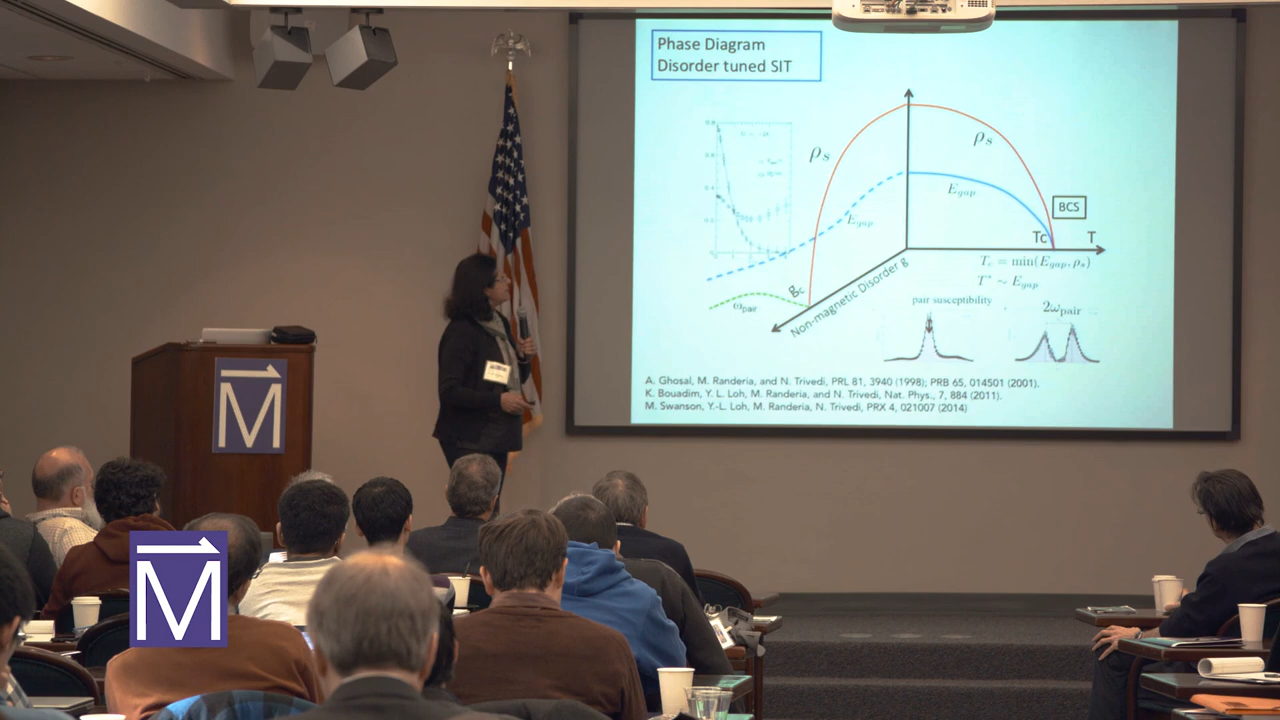 Phase Diagram
Disorder tuned SIT
ρs
ρs
Egap
Egap
BCS
Tc
T
gc
Non-magnetic Disorder g
ωpair
Tc = min(Egap, ρs)
T* ~ Egap
pair susceptibility
2ωpair
A. Ghosal, M. Randeria, and N. Trivedi, PRL 81, 3940 (1998); PRB 65, 014501 (2001).
K. Bouadim, Y. L. Loh, M. Randeria, and N. Trivedi, Nat. Phys., 7, 884 (2011).
M. Swanson, Y.-L. Loh, M. Randeria, N. Trivedi, PRX 4, 021007 (2014)
M
M